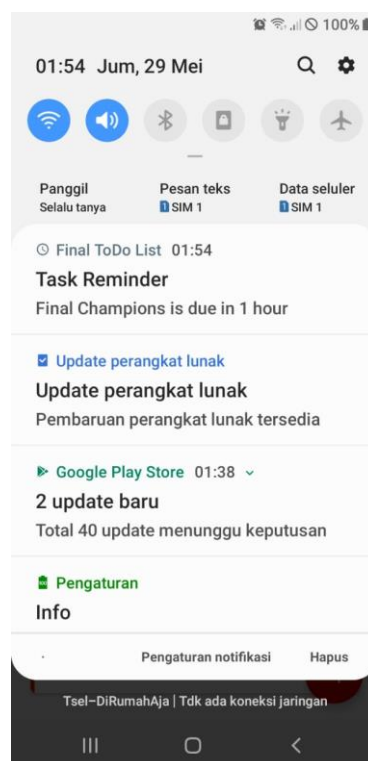 100%
01:54 Jum, 29 Mei
Panggil Pesan teks Data seluler
Selalu tanya 1 SIM 1 1 SIM 1
Final ToDo List 01:54
Task Reminder
Final Champions is due in 1 hour
Update perangkat lunak
Update perangkat lunak
Pembaruan perangkat lunak tersedia
Google Play Store 01:38
2 update baru
Total 40 update menunggu keputusan
Pengaturan
Info
Pengaturan notifikasi Hapus
Tsel-DiRumahAja | Tdk ada koneksi jaringan